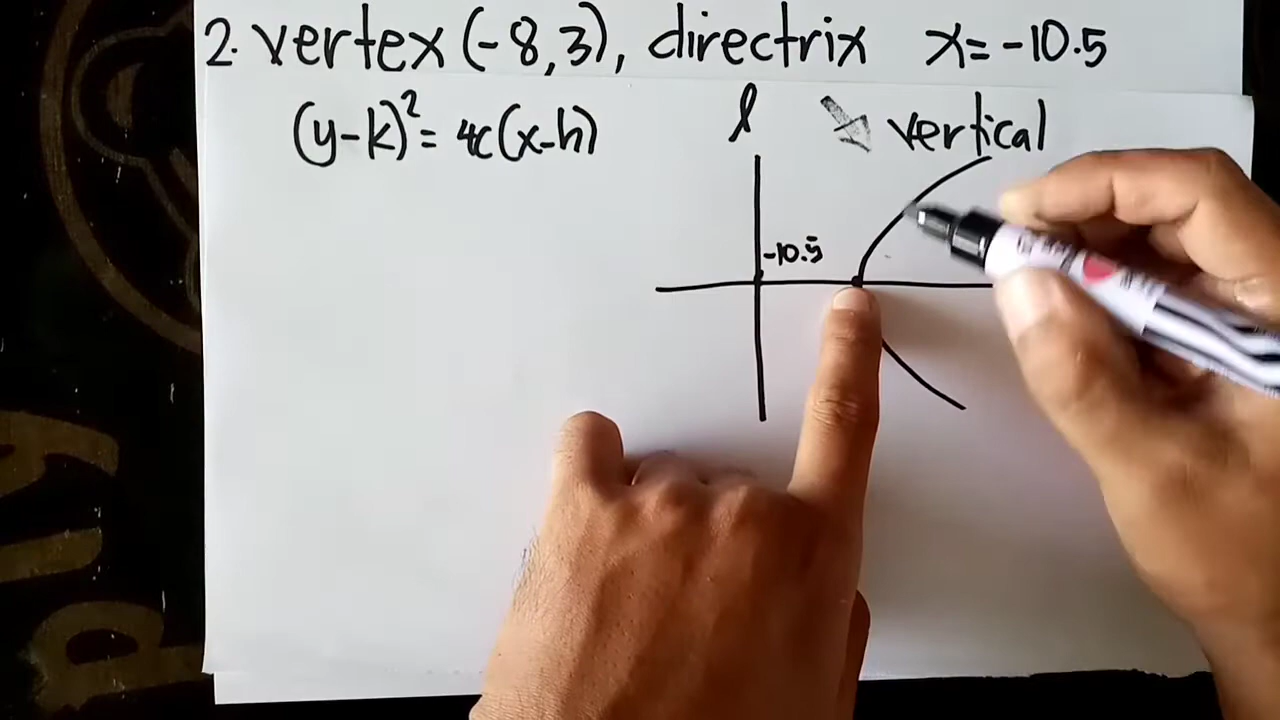 2. vertex (-8,3), directrix x = -10.5
(y-k)² = 4c(x-h)
l
vertical
-10.5